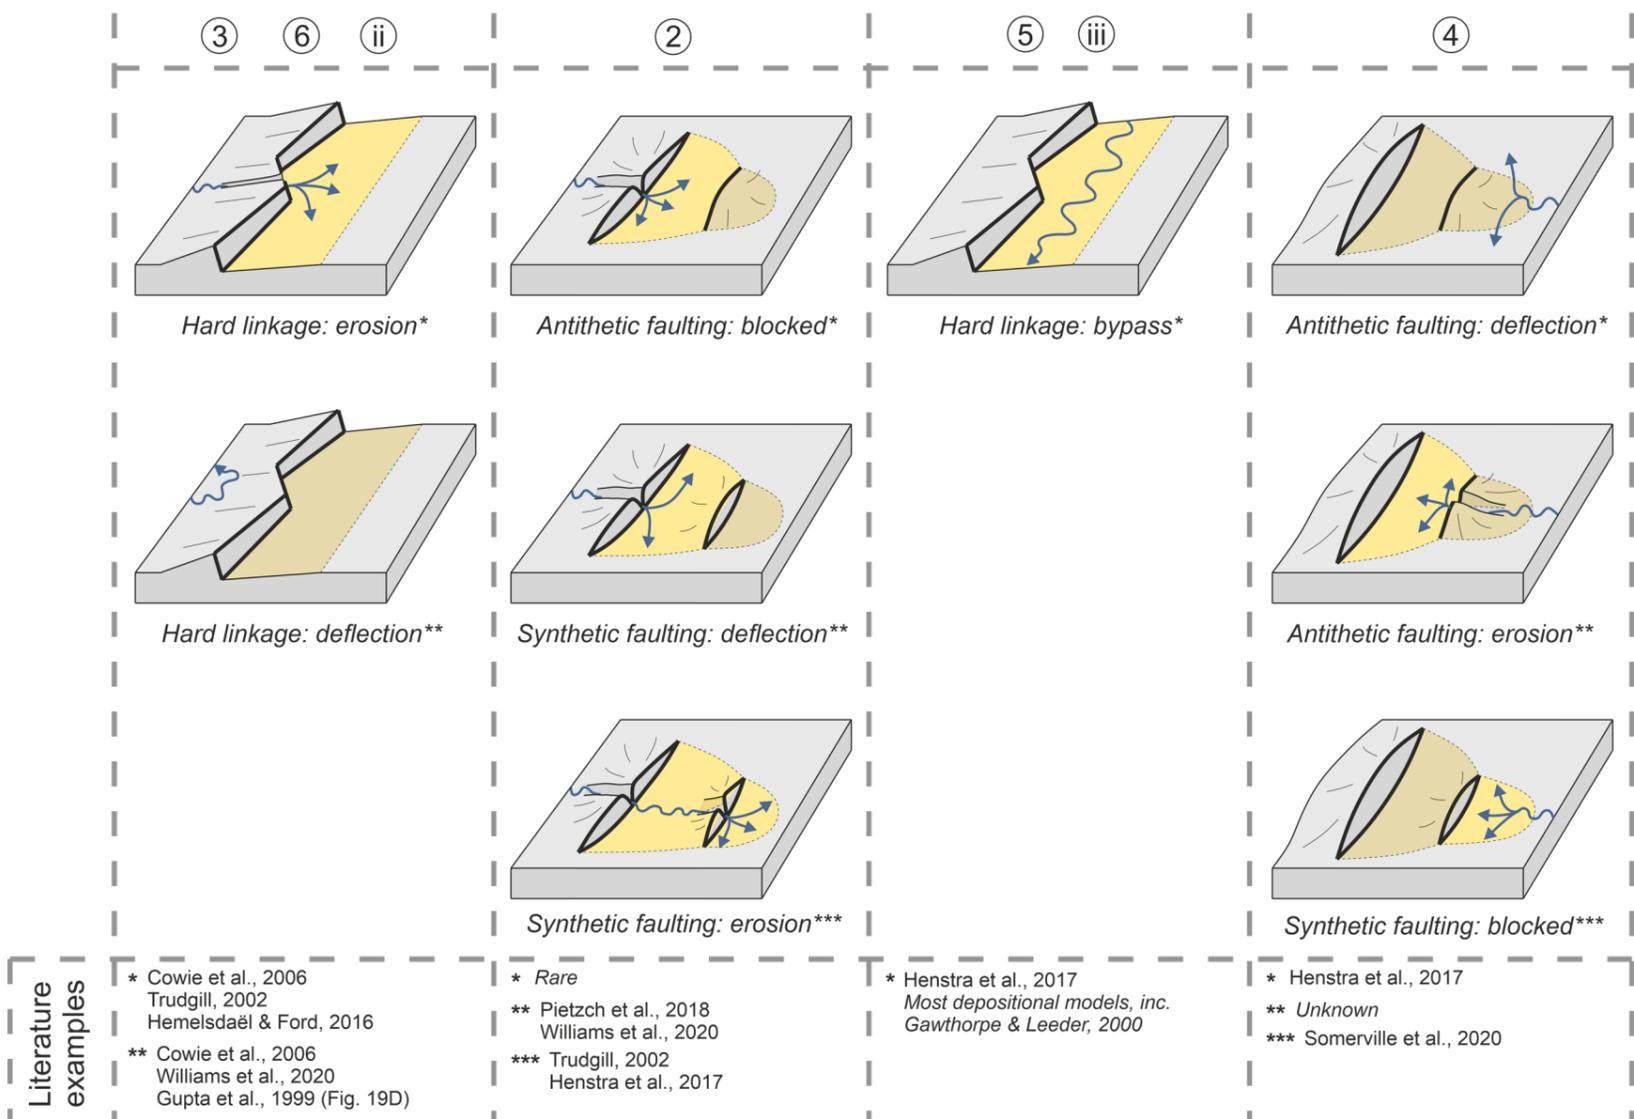 3 6 ii
2
5 iii
4
Hard linkage: erosion*
Antithetic faulting: blocked*
Hard linkage: bypass*
Antithetic faulting: deflection*
Hard linkage: deflection**
Synthetic faulting: deflection**
Antithetic faulting: erosion**
Synthetic faulting: erosion***
Synthetic faulting: blocked***
Literature
examples
* Cowie et al., 2006
Trudgill, 2002
Hemelsdaël & Ford, 2016
** Cowie et al., 2006
Williams et al., 2020
Gupta et al., 1999 (Fig. 19D)
* Rare
** Pietzch et al., 2018
Williams et al., 2020
*** Trudgill, 2002
Henstra et al., 2017
* Henstra et al., 2017
Most depositional models, inc.
Gawthorpe & Leeder, 2000
* Henstra et al., 2017
** Unknown
*** Somerville et al., 2020